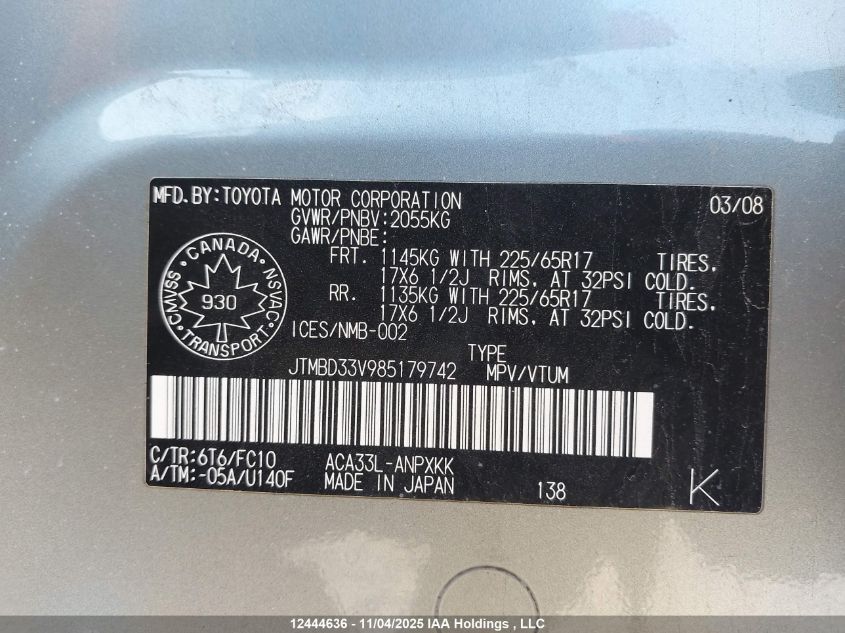 MFD.BY:TOYOTA MOTOR CORPORATION 03/08
GVWR/PNBV:2055KG
GAWR/PNBE:
FRT. 1145KG WITH 225/65R17 TIRES,
17X6 1/2J RIMS, AT 32PSI COLD.
RR. 1135KG WITH 225/65R17 TIRES,
17X6 1/2J RIMS, AT 32PSI COLD.
ICES/NMB-002
CANADA
CMVSS NSVAC
930
TRANSPORT
TYPE
JTMBD33V985179742 MPV/VTUM
C/TR:6T6/FC10 ACA33L-ANPXKK
A/TM:-05A/U140F MADE IN JAPAN 138 K
12444636 - 11/04/2025 IAA Holdings , LLC